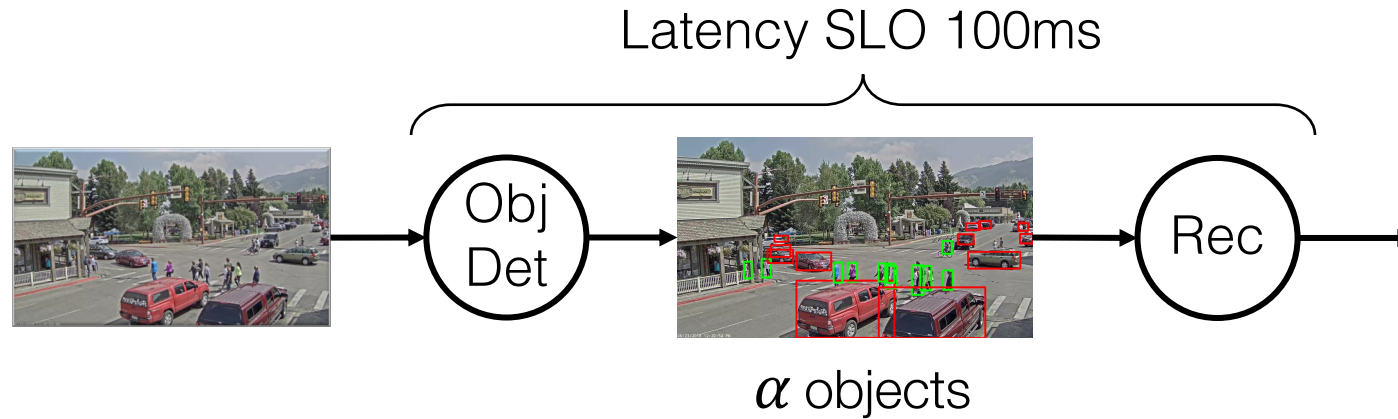 Latency SLO 100ms
Obj
Det
Rec
α objects